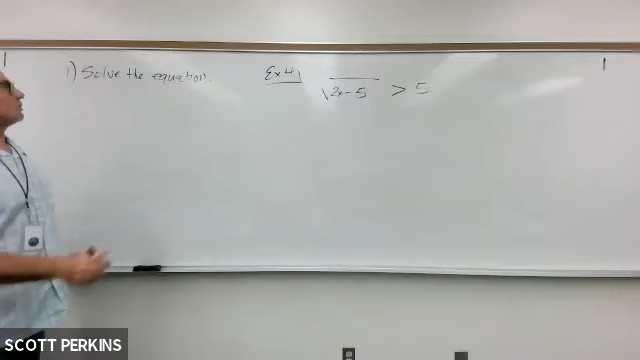 1) Solve the equation.
Ex 4) √2x-5 > 5
SCOTT PERKINS